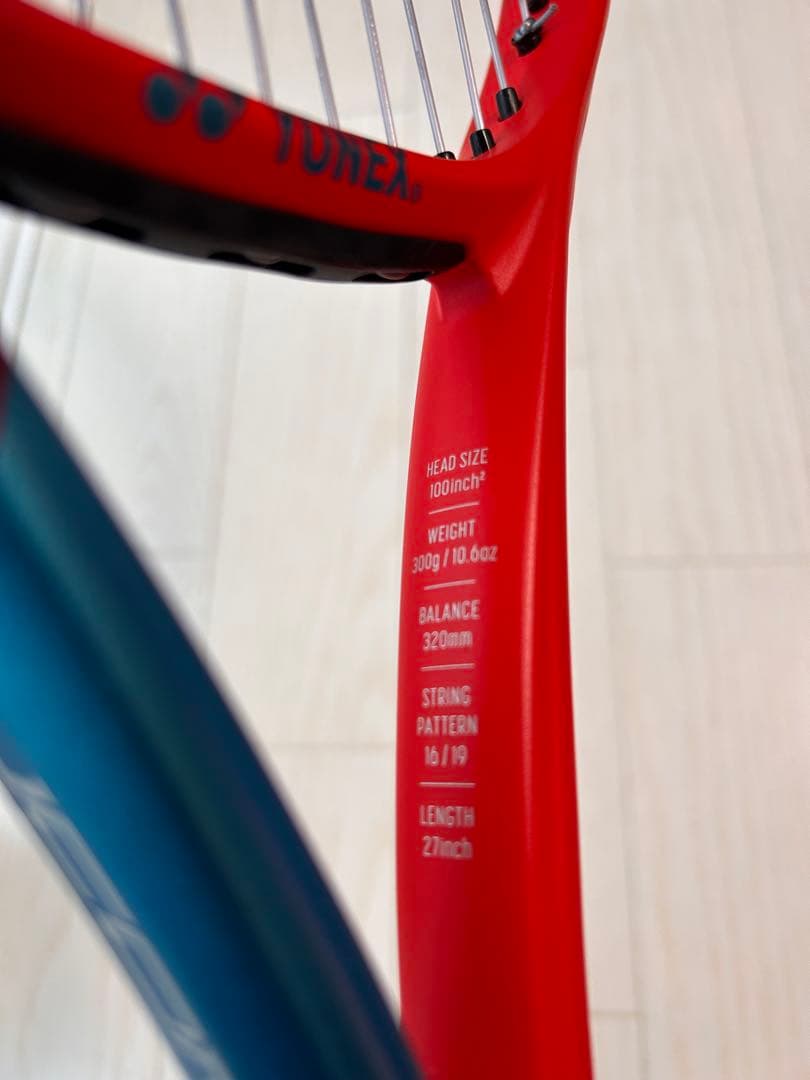 YONEX
HEAD SIZE
100inch²
WEIGHT
300g / 10.6oz
BALANCE
320mm
STRING
PATTERN
16 / 19
LENGTH
27inch